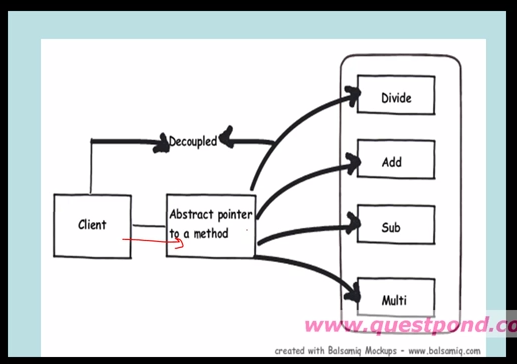 Divide
Decoupled
Add
Client
Abstract pointer
to a method
Sub
Multi
www.questpond.co
created with Balsamiq Mockups - www.balsamiq.com